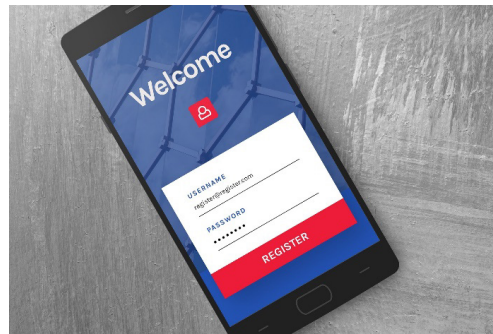 Welcome
USERNAME
register@register.com
PASSWORD
••••••••
REGISTER